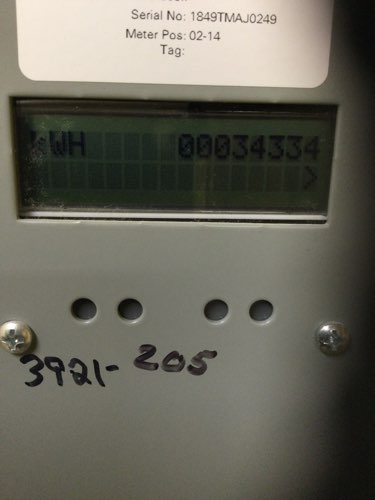 Serial No: 1849TMAJ0249
Meter Pos: 02-14
Tag:
kWH 00034334
>
3921- 205